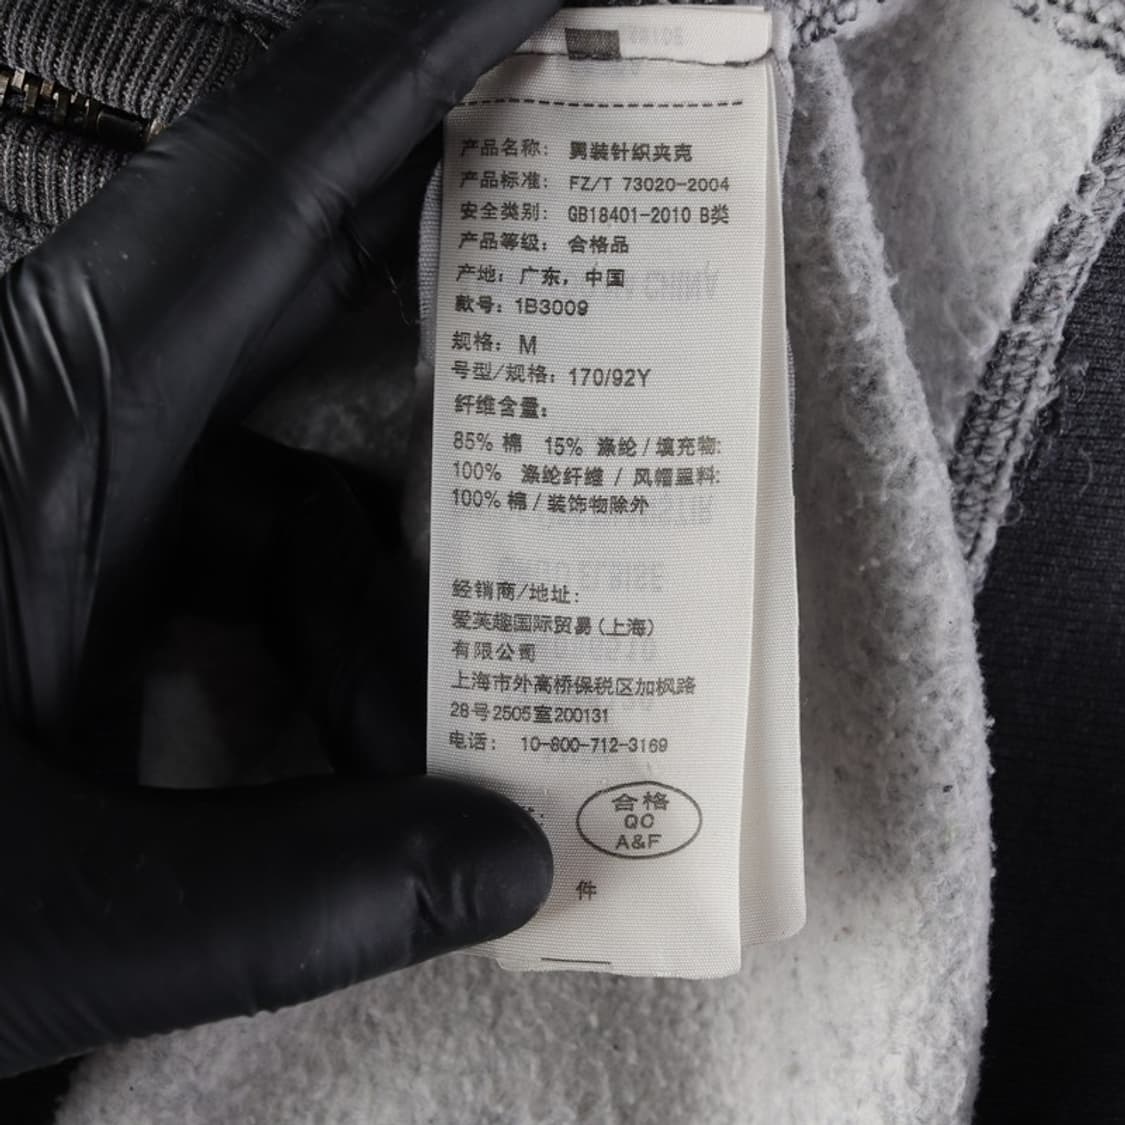 产品名称: 男装针织夹克
产品标准: FZ/T 73020-2004
安全类别: GB18401-2010 B类
产品等级: 合格品
产地: 广东，中国
款号: 1B3009
规格: M
号型/规格: 170/92Y
纤维含量:
85% 棉 15% 涤纶/填充物:
100% 涤纶纤维 / 风帽里料:
100% 棉/装饰物除外
经销商/地址:
爱芙趣国际贸易(上海)
有限公司
上海市外高桥保税区加枫路
28号2505室200131
电话: 10-800-712-3169
合格
QC
A&F
件